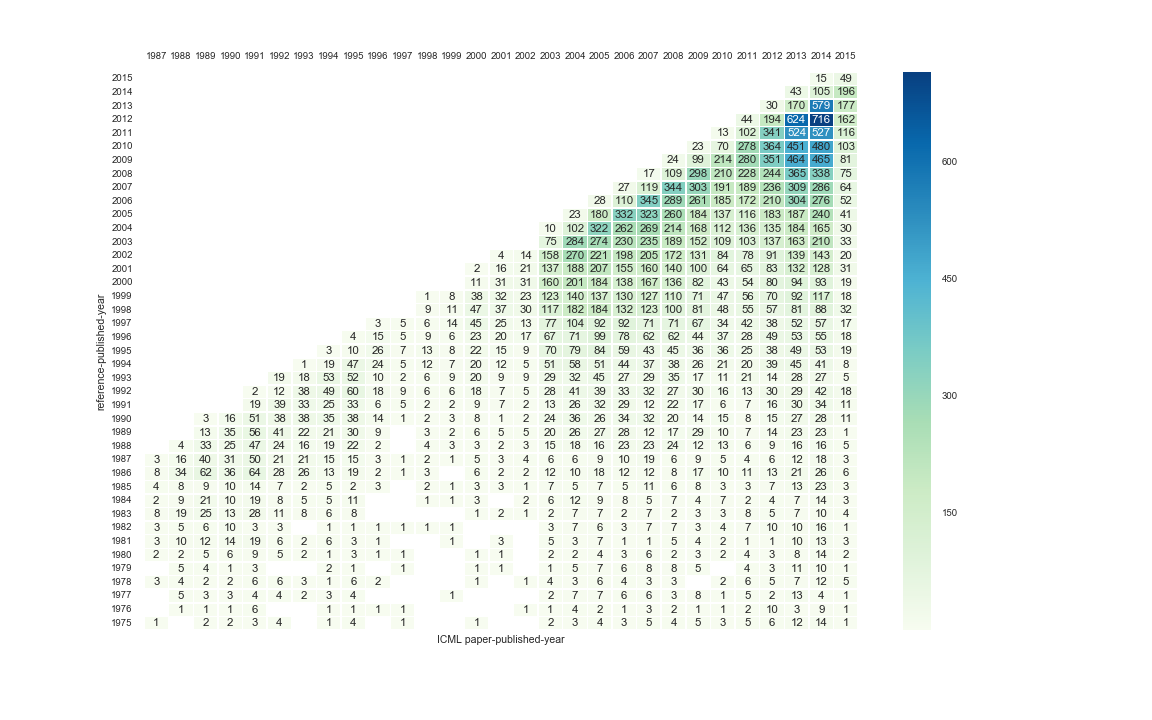 1987 1988 1989 1990 1991 1993 1994 1995 1996 1997 1998 1999 2000 2001 2002 2003 2004 2005 2006 2007 2008 2009 2010 2011 2012 2013 2014 2015
2015 15 49
2014 43 105 196
2013 30 170 579 177
2012 44 194 624 716 162
2011 13 102 341 524 527 116
2010 23 70 278 364 451 480 103
600
2009 24 99 214 280 351 464 465 81
2008 17 109 298 210 228 244 365 338 75
2007 27 119 344 303 191 189 236 309 286 64
2006 28 110 345 289 261 185 172 210 304 276 52
2005 23 180 332 323 260 184 137 116 183 187 240 41
2004 10 102 322 262 269 214 168 112 136 135 184 165 30
2003 75 284 274 230 235 189 152 109 103 137 163 210 33
2002 4 14 158 270 221 198 205 172 131 84 78 91 139 143 20
2001 2 16 21 137 188 207 155 160 140 100 64 65 83 132 128 31
450
2000 11 31 31 160 201 184 138 167 136 82 43 54 80 94 93 19
1999 1 8 38 32 23 123 140 137 130 127 110 71 47 56 70 92 117 18
1998 9 11 47 37 30 117 182 184 132 123 100 81 48 55 57 81 88 32
1997 3 5 6 14 45 25 13 77 104 92 92 71 71 67 34 42 38 52 57 17
1996 4 15 5 9 6 23 20 17 67 71 99 78 62 62 44 37 28 49 53 55 18
reference-published-year
1995 3 10 26 7 13 8 22 15 9 70 79 84 59 43 45 36 36 25 38 49 53 19
1994 1 19 47 24 5 12 7 20 12 5 51 58 51 44 37 38 26 21 20 39 45 41 8
1993 19 18 53 52 10 2 6 9 20 9 9 29 32 45 27 29 35 17 11 21 14 28 27 5
1992 2 12 38 49 60 18 9 6 6 18 7 5 28 41 39 33 32 27 30 16 13 30 29 42 18
300
1991 19 39 33 25 33 6 5 2 2 9 7 2 13 26 32 29 12 22 17 6 7 16 30 34 11
1990 3 16 51 38 38 35 38 14 1 2 3 8 1 2 24 36 26 34 32 20 14 15 8 15 27 28 11
1989 13 35 56 41 22 21 30 9 3 2 6 5 5 20 26 27 28 12 17 29 10 7 14 23 23 1
1988 4 33 25 47 24 16 19 22 2 4 3 3 2 3 15 18 16 23 23 24 12 13 6 9 16 16 5
1987 3 16 40 31 50 21 21 15 15 3 1 2 1 5 3 4 6 6 9 10 19 6 9 5 4 6 12 18 3
1986 8 34 62 36 64 28 26 13 19 2 1 3 6 2 2 12 10 18 12 12 8 17 10 11 13 21 26 6
1985 4 8 9 10 14 7 2 5 2 3 2 1 3 3 1 7 5 7 5 11 6 8 3 3 7 13 23 3
1984 2 9 21 10 19 8 5 5 11 1 1 3 2 6 12 9 8 5 7 4 2 4 7 14 3
1983 8 19 25 13 28 11 8 6 8 1 2 1 2 7 7 2 7 2 3 3 8 5 7 10 4
150
1982 3 5 6 10 3 3 1 1 1 1 1 1 3 7 6 3 7 7 3 4 7 10 10 16 1
1981 3 10 12 14 19 6 2 6 3 1 1 3 5 3 7 1 1 5 4 2 1 1 10 13 3
1980 2 2 5 6 9 5 2 1 3 1 1 1 1 2 2 4 3 6 2 3 2 4 3 8 14 2
1979 5 4 1 3 2 1 1 1 1 1 5 7 6 8 8 5 4 3 11 10 1
1978 3 4 2 2 6 6 3 1 6 2 1 1 4 3 6 4 3 3 2 6 5 7 12 5
1977 5 3 3 4 4 2 3 4 1 2 7 7 6 6 3 8 1 5 2 13 4 1
1976 1 1 1 6 1 1 1 1 1 1 4 2 1 3 2 1 1 2 10 3 9 1
1975 1 2 2 3 4 1 4 1 1 2 3 4 3 5 4 5 3 5 6 12 14 1
ICML paper-published-year